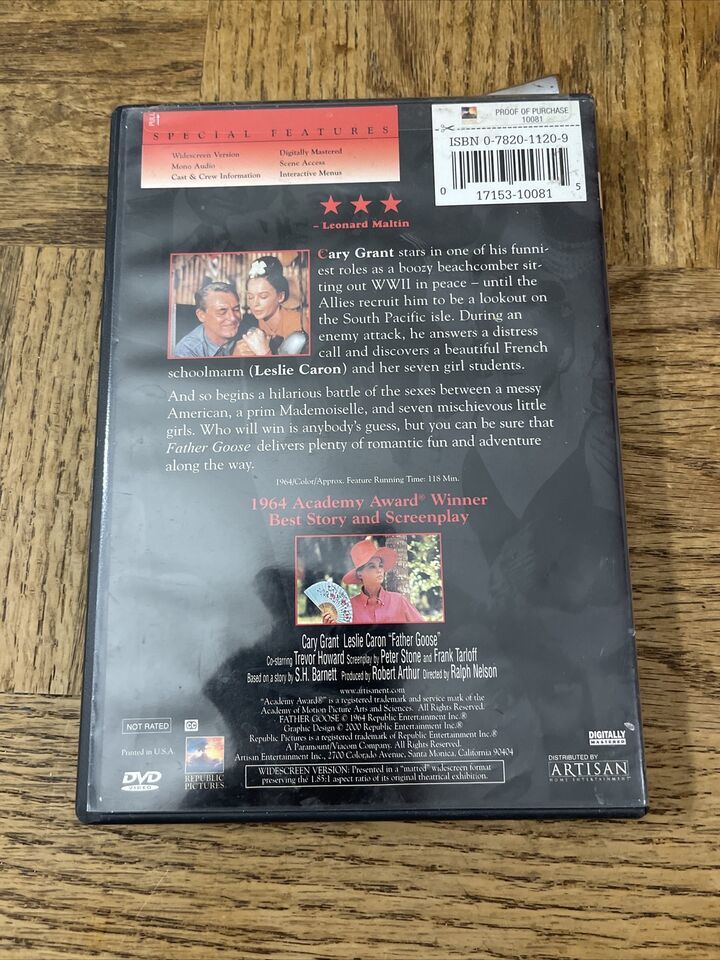 SPECIAL FEATURES
Widescreen Version
Mono Audio
Cast & Crew Information
Digitally Mastered
Scene Access
Interactive Menus
PROOF OF PURCHASE
10081
ISBN 0-7820-1120-9
0 17153-10081 5
– Leonard Maltin
Cary Grant stars in one of his funni-
est roles as a boozy beachcomber sit-
ting out WWII in peace – until the
Allies recruit him to be a lookout on
the South Pacific isle. During an
enemy attack, he answers a distress
call and discovers a beautiful French
schoolmarm (Leslie Caron) and her seven girl students.
And so begins a hilarious battle of the sexes between a messy
American, a prim Mademoiselle, and seven mischievous little
girls. Who will win is anybody's guess, but you can be sure that
Father Goose delivers plenty of romantic fun and adventure
along the way.
1964/Color/Approx. Feature Running Time: 118 Min.
1964 Academy Award® Winner
Best Story and Screenplay
Cary Grant Leslie Caron "Father Goose"
Co-starring Trevor Howard Screenplay by Peter Stone and Frank Tarloff
Based on a story by S.H. Barnett Produced by Robert Arthur Directed by Ralph Nelson
www.artisanent.com
"Academy Award®" is a registered trademark and service mark of the
Academy of Motion Picture Arts and Sciences. All Rights Reserved.
FATHER GOOSE © 1964 Republic Entertainment Inc.®
Graphic Design © 2000 Republic Entertainment Inc.®
Republic Pictures is a registered trademark of Republic Entertainment Inc.®
A Paramount/Viacom Company. All Rights Reserved.
Artisan Entertainment Inc., 2700 Colorado Avenue, Santa Monica, California 90404
WIDESCREEN VERSION: Presented in a "matted" widescreen format
preserving the 1.85:1 aspect ratio of its original theatrical exhibition.
NOT RATED
CC
Printed in U.S.A.
DVD
VIDEO
REPUBLIC
PICTURES
DIGITALLY
MASTERED
DISTRIBUTED BY
ARTISAN
HOME ENTERTAINMENT